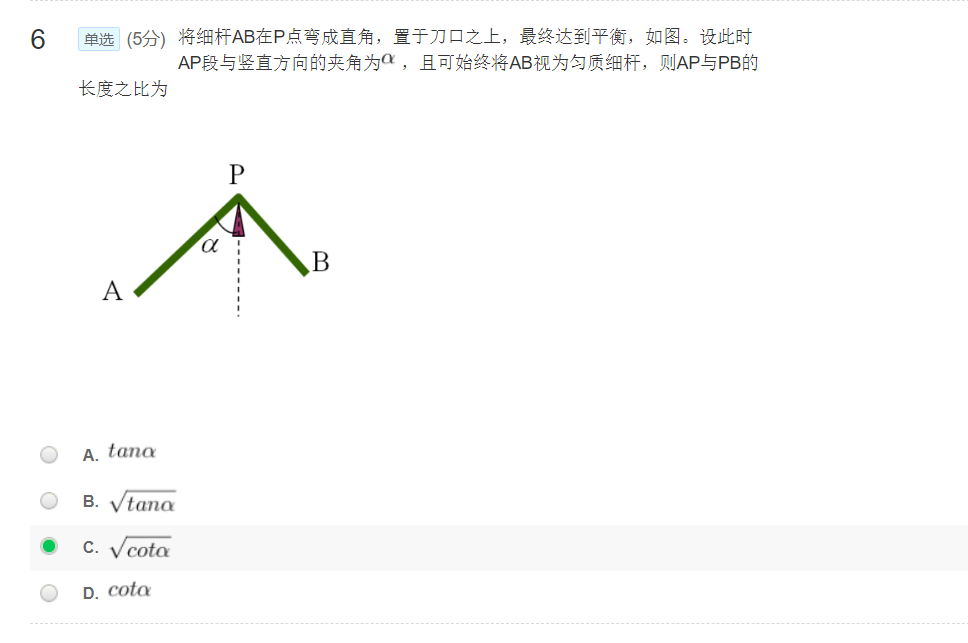 6 单选 (5分) 将细杆AB在P点弯成直角，置于刀口之上，最终达到平衡，如图。设此时
AP段与竖直方向的夹角为α，且可始终将AB视为匀质细杆，则AP与PB的
长度之比为
P
α
B
A
A. tanα
B. √tanα
C. √cotα
D. cotα